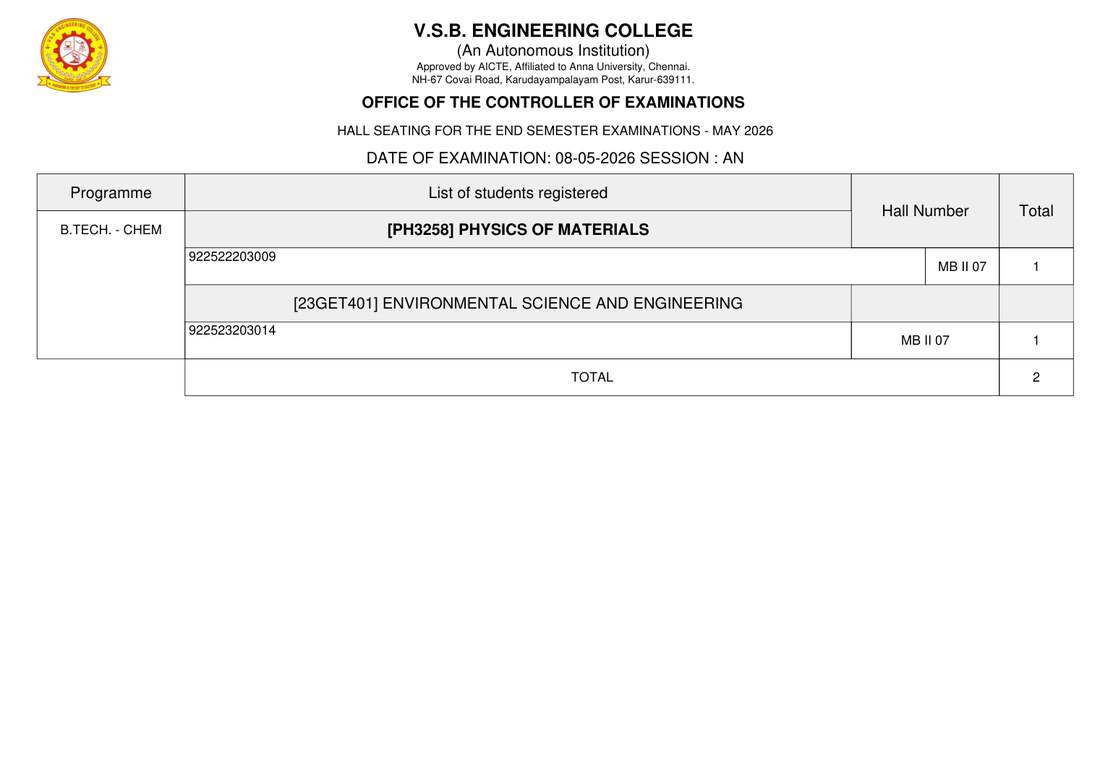 V.S.B. ENGINEERING COLLEGE
(An Autonomous Institution)
Approved by AICTE, Affiliated to Anna University, Chennai.
NH-67 Covai Road, Karudayampalayam Post, Karur-639111.
OFFICE OF THE CONTROLLER OF EXAMINATIONS
HALL SEATING FOR THE END SEMESTER EXAMINATIONS - MAY 2026
DATE OF EXAMINATION: 08-05-2026 SESSION : AN
Programme List of students registered Hall Number Total
B.TECH. - CHEM [PH3258] PHYSICS OF MATERIALS
922522203009 MB II 07 1
[23GET401] ENVIRONMENTAL SCIENCE AND ENGINEERING
922523203014 MB II 07 1
TOTAL 2